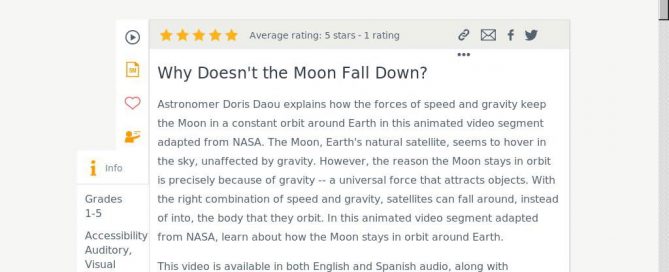 Average rating: 5 stars - 1 rating
Why Doesn't the Moon Fall Down?
Astronomer Doris Daou explains how the forces of speed and gravity keep
the Moon in a constant orbit around Earth in this animated video segment
adapted from NASA. The Moon, Earth's natural satellite, seems to hover in
the sky, unaffected by gravity. However, the reason the Moon stays in orbit
is precisely because of gravity -- a universal force that attracts objects. With
the right combination of speed and gravity, satellites can fall around, instead
of into, the body that they orbit. In this animated video segment adapted
from NASA, learn about how the Moon stays in orbit around Earth.
This video is available in both English and Spanish audio, along with
Info
Grades
1-5
Accessibility
Auditory,
Visual